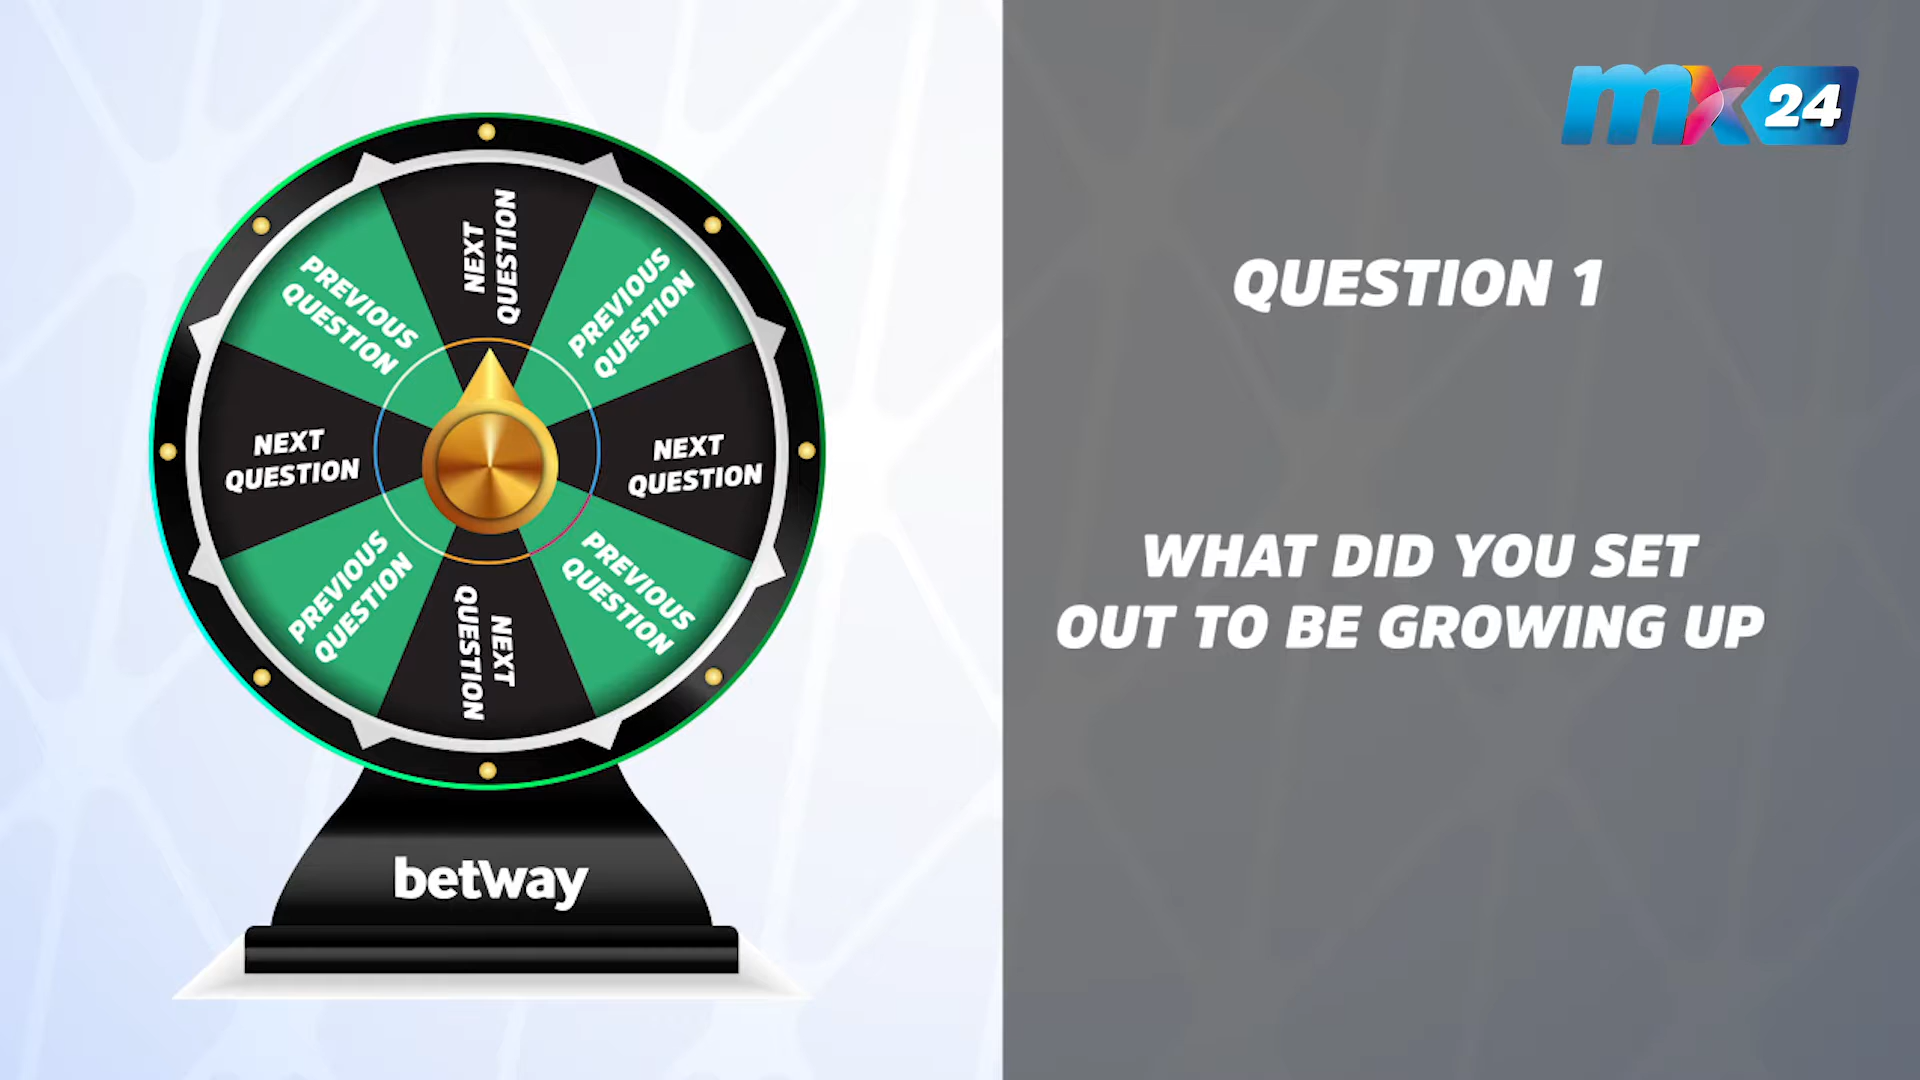 mx24
QUESTION 1
WHAT DID YOU SET
OUT TO BE GROWING UP
NEXT
QUESTION
PREVIOUS
QUESTION
NEXT
QUESTION
PREVIOUS
QUESTION
NEXT
QUESTION
PREVIOUS
QUESTION
NEXT
QUESTION
PREVIOUS
QUESTION
betway